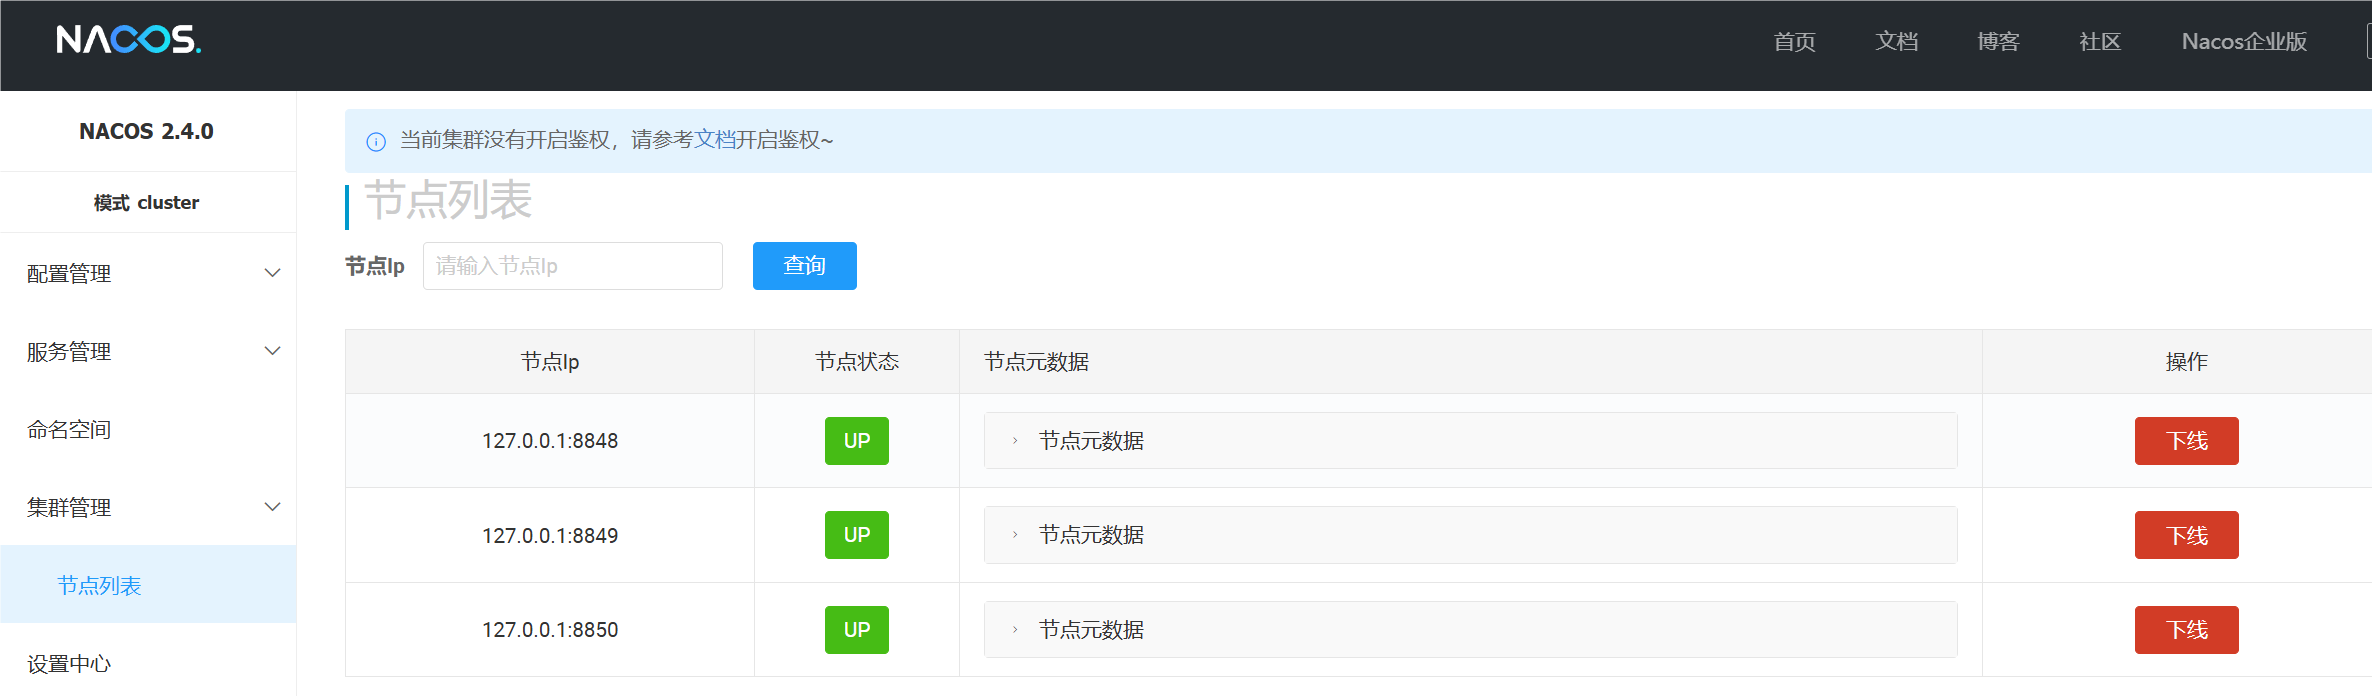 NACOS.
首页 文档 博客 社区 Nacos企业版
NACOS 2.4.0
模式 cluster
配置管理
服务管理
命名空间
集群管理
节点列表
设置中心
当前集群没有开启鉴权，请参考文档开启鉴权~
节点列表
节点Ip 请输入节点Ip 查询
节点Ip 节点状态 节点元数据 操作
127.0.0.1:8848 UP 节点元数据 下线
127.0.0.1:8849 UP 节点元数据 下线
127.0.0.1:8850 UP 节点元数据 下线